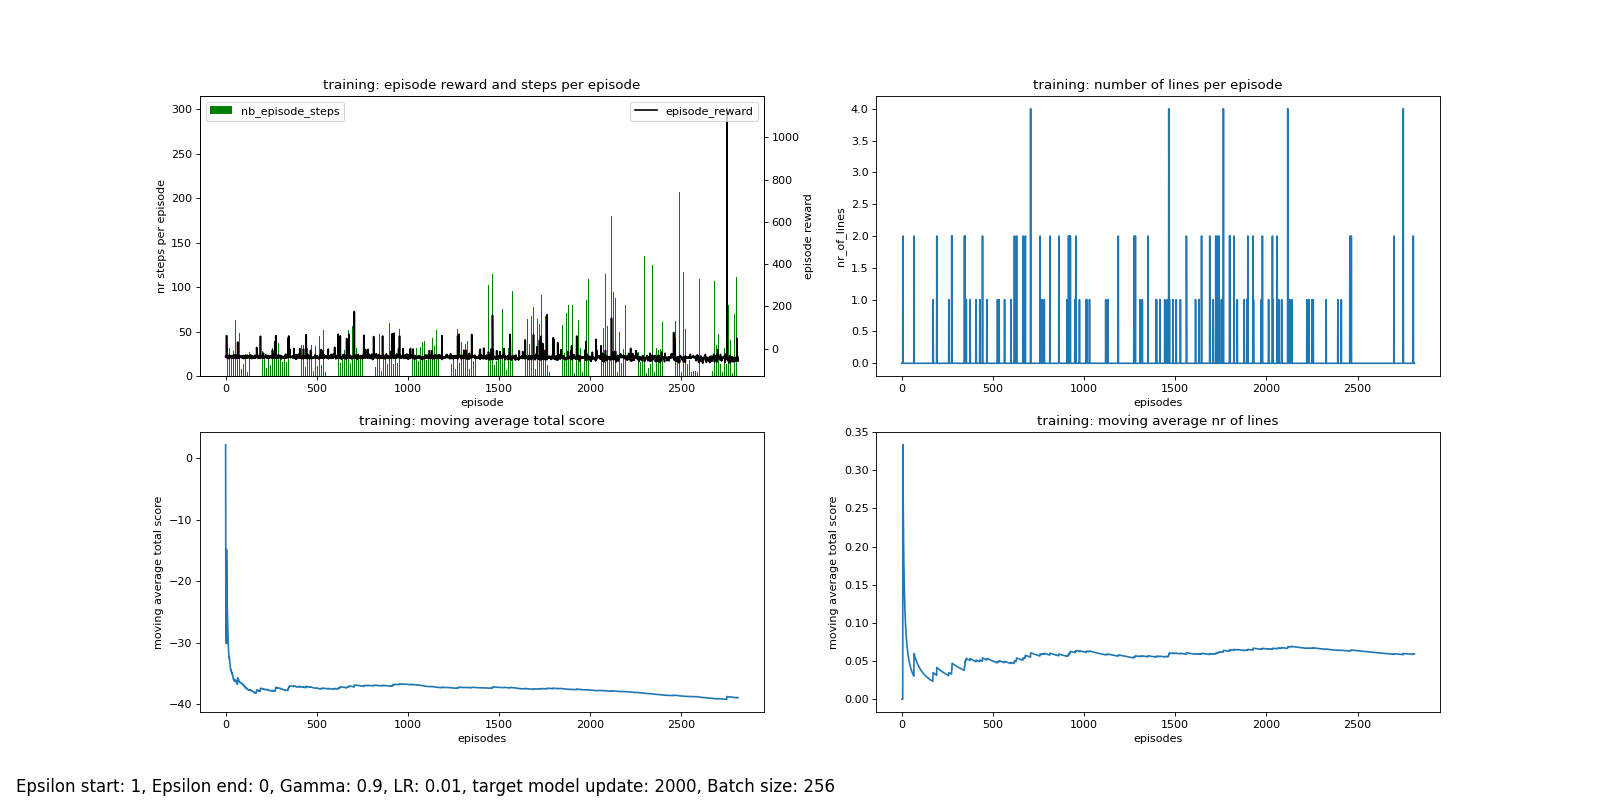 training: episode reward and steps per episode
300
250
200
150
100
50
0
nr steps per episode
nb_episode_steps
episode_reward
1000
800
600
400
200
0
episode reward
0 500 1000 1500 2000 2500
episode
training: number of lines per episode
4.0
3.5
3.0
2.5
2.0
1.5
1.0
0.5
0.0
nr_of_lines
0 500 1000 1500 2000 2500
episodes
training: moving average total score
0
−10
−20
−30
−40
moving average total score
0 500 1000 1500 2000 2500
episodes
training: moving average nr of lines
0.35
0.30
0.25
0.20
0.15
0.10
0.05
0.00
moving average total score
0 500 1000 1500 2000 2500
episodes
Epsilon start: 1, Epsilon end: 0, Gamma: 0.9, LR: 0.01, target model update: 2000, Batch size: 256